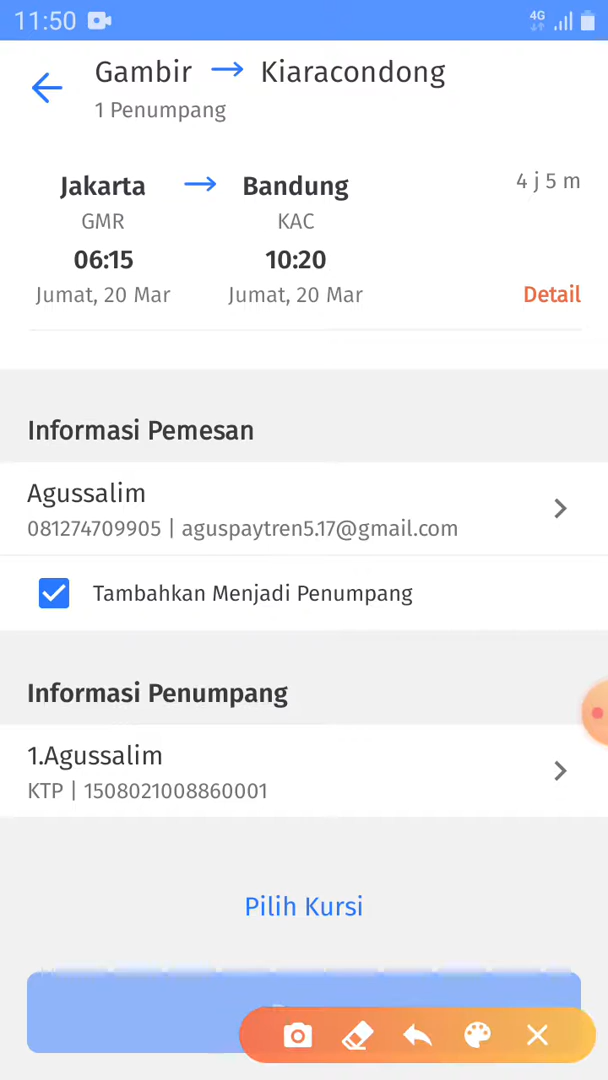 11:50
4G
Gambir → Kiaracondong
1 Penumpang
Jakarta → Bandung 4 j 5 m
GMR KAC
06:15 10:20
Jumat, 20 Mar Jumat, 20 Mar Detail
Informasi Pemesan
Agussalim
081274709905 | aguspaytren5.17@gmail.com
Tambahkan Menjadi Penumpang
Informasi Penumpang
1.Agussalim
KTP | 1508021008860001
Pilih Kursi